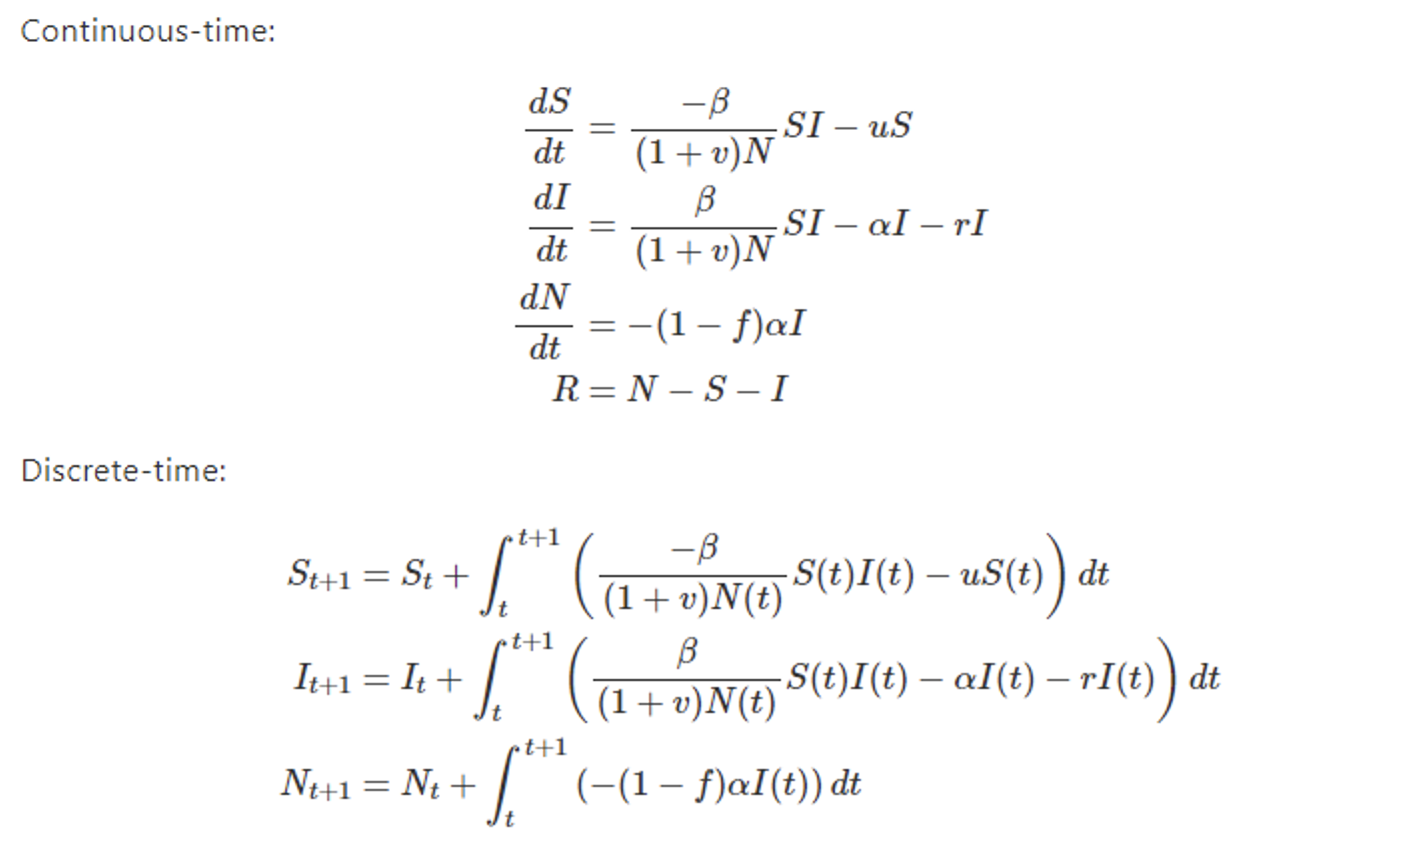 Continuous-time:
dS/dt = -β/((1 + v)N) SI − uS
dI/dt = β/((1 + v)N) SI − αI − rI
dN/dt = −(1 − f)αI
R = N − S − I
Discrete-time:
S_{t+1} = S_t + ∫_t^{t+1} (-β/((1 + v)N(t)) S(t)I(t) − uS(t)) dt
I_{t+1} = I_t + ∫_t^{t+1} (β/((1 + v)N(t)) S(t)I(t) − αI(t) − rI(t)) dt
N_{t+1} = N_t + ∫_t^{t+1} (−(1 − f)αI(t)) dt